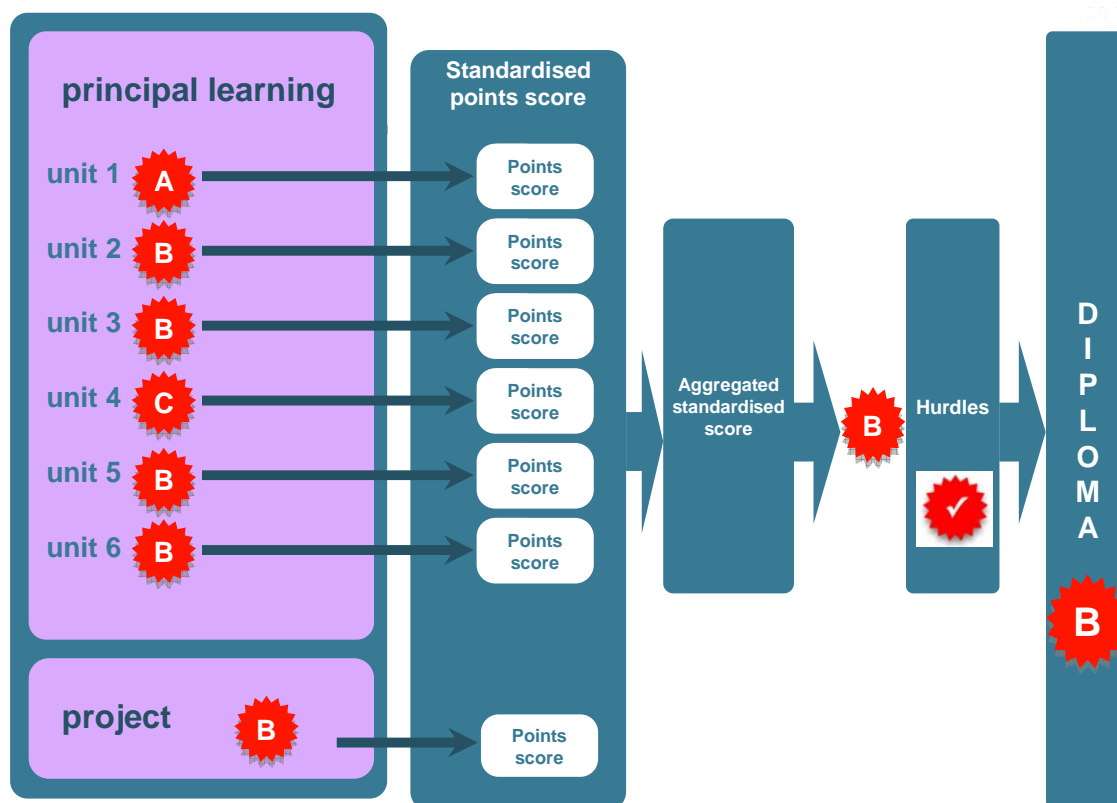 principal learning
Standardised
points score
unit 1
A
Points
score
unit 2
B
Points
score
unit 3
B
Points
score
unit 4
C
Points
score
unit 5
B
Points
score
unit 6
B
Points
score
project
B
Points
score
Aggregated
standardised
score
B
Hurdles
D
I
P
L
O
M
A
B